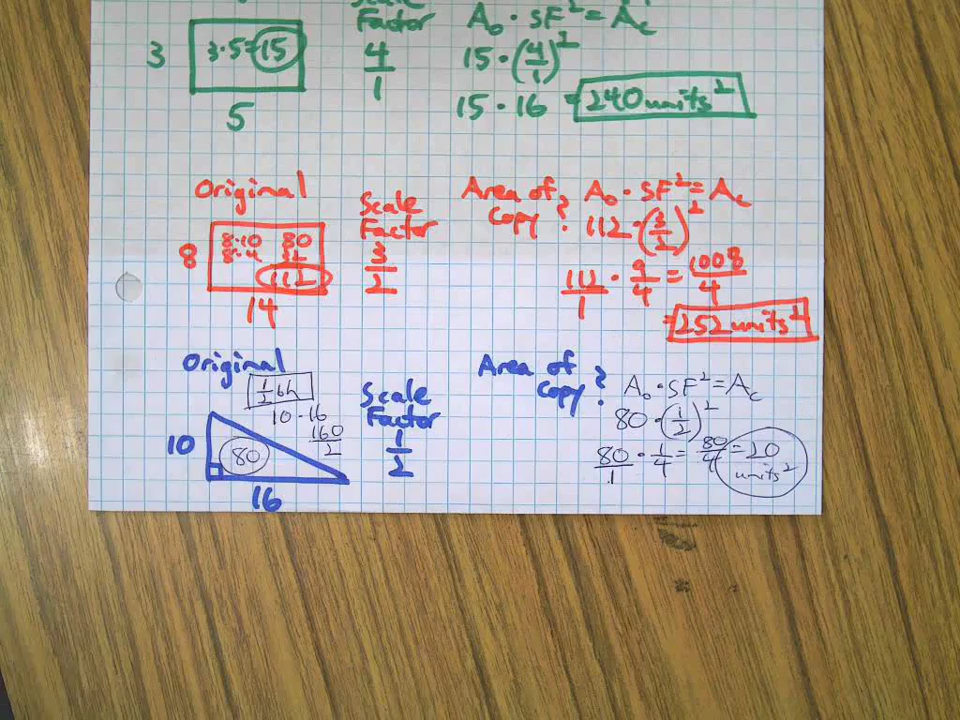 Factor
A₀ · SF² = A꜀
3
3·5=15
4/1
15 · (4/1)²
5
15 · 16 = 240 units²
Original
Scale
Factor
Area of
Copy?
A₀ · SF² = A꜀
8
8·10 80
8·4 32
112
14
3/2
112 · (3/2)²
112/1 · 9/4 = 1008/4
= 252 units²
Original
½bh
10 · 16
160/2
10
80
16
Scale
Factor
1/2
Area of
Copy?
A₀ · SF² = A꜀
80 · (1/2)²
80/1 · 1/4 = 80/4 = 20
units²